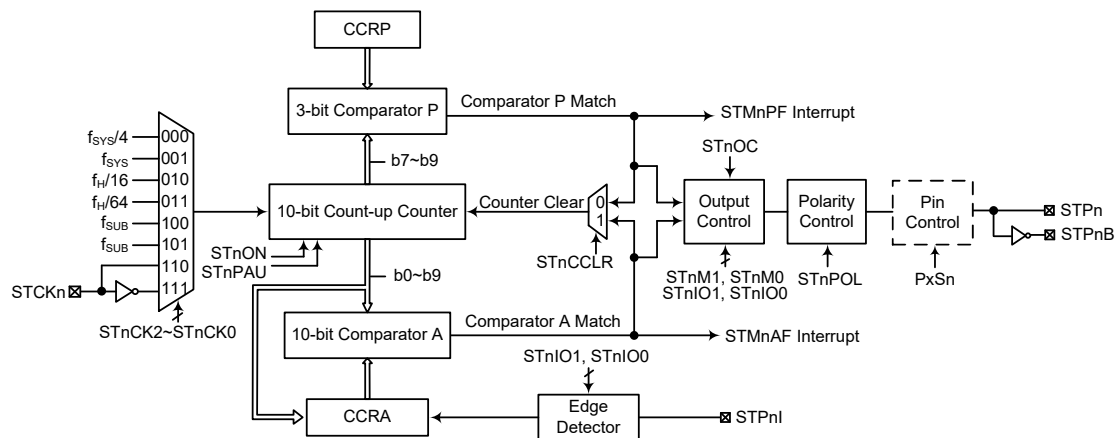 CCRP
3-bit Comparator P
Comparator P Match
STMnPF Interrupt
b7~b9
STnOC
fSYS/4
000
fSYS
001
fH/16
010
fH/64
011
fSUB
100
fSUB
101
110
111
STCKn
STnCK2~STnCK0
10-bit Count-up Counter
STnON
STnPAU
Counter Clear
0
1
STnCCLR
Output
Control
STnM1, STnM0
STnIO1, STnIO0
Polarity
Control
STnPOL
Pin
Control
PxSn
STPn
STPnB
b0~b9
10-bit Comparator A
Comparator A Match
STMnAF Interrupt
STnIO1, STnIO0
CCRA
Edge
Detector
STPnI